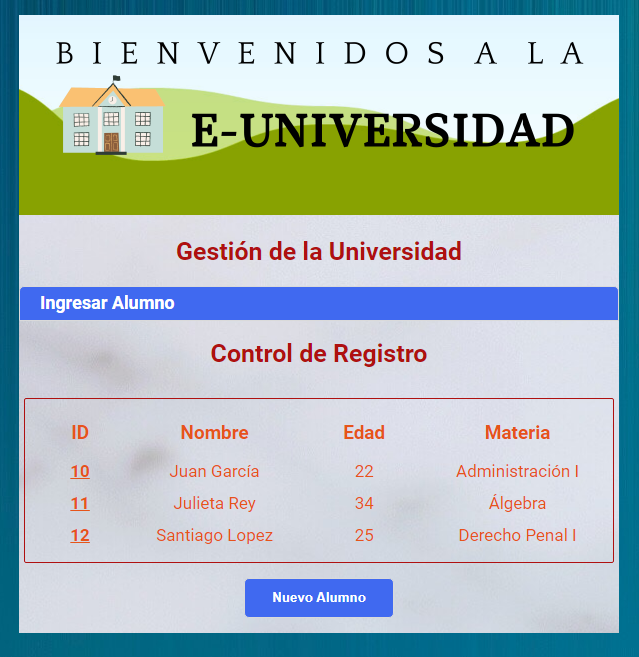 BIENVENIDOS A LA
E-UNIVERSIDAD
Gestión de la Universidad
Ingresar Alumno
Control de Registro
ID Nombre Edad Materia
10 Juan García 22 Administración I
11 Julieta Rey 34 Álgebra
12 Santiago Lopez 25 Derecho Penal I
Nuevo Alumno